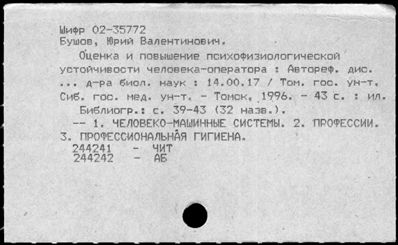 Шифр 02-35772
Бушов, Юрий Валентинович.
Оценка и повышение психофизиологической
устойчивости человека-оператора : Автореф. дис.
... д-ра биол. наук : 14.00.17 / Том. гос. ун-т.
Сиб. гос. мед. ун-т. - Томск, 1996. - 43 с. : ил.
Библиогр.: с. 39-43 (32 назв.).
-- 1. ЧЕЛОВЕКО-МАШИННЫЕ СИСТЕМЫ. 2. ПРОФЕССИИ.
3. ПРОФЕССИОНАЛЬНАЯ ГИГИЕНА.
244241 - ЧИТ
244242 - АБ